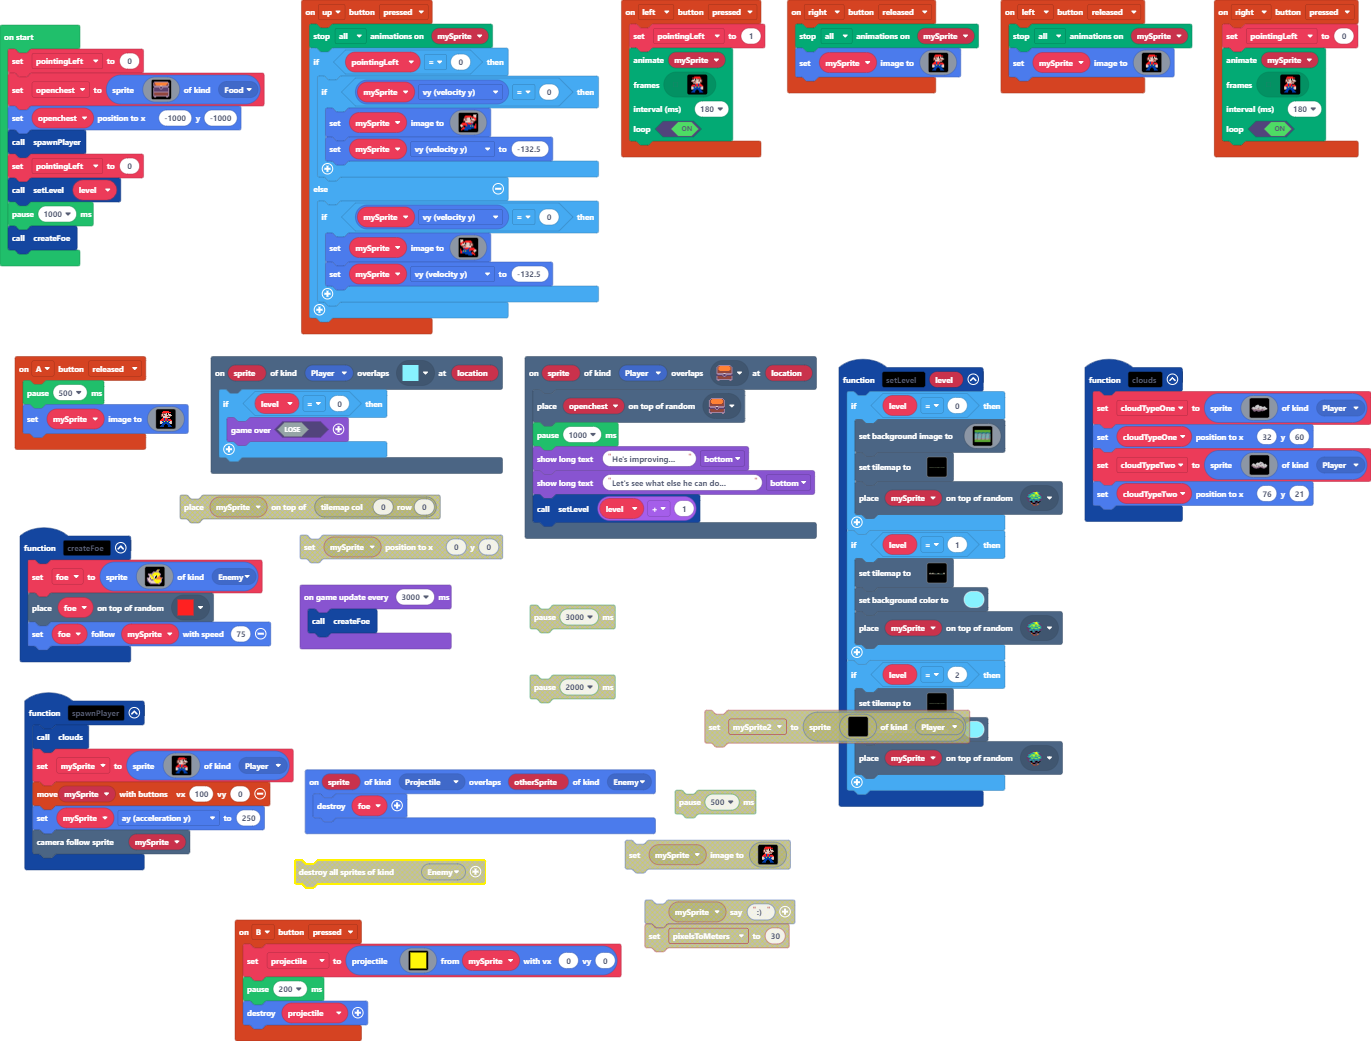 on start
set pointingLeft to 0
set openchest to sprite of kind Food
set openchest position to x -1000 y -1000
call spawnPlayer
set pointingLeft to 0
call setLevel level
pause 1000 ms
call createFoe
on up button pressed
stop all animations on mySprite
if pointingLeft = 0 then
if mySprite vy (velocity y) = 0 then
set mySprite image to
set mySprite vy (velocity y) to -132.5
else
if mySprite vy (velocity y) = 0 then
set mySprite image to
set mySprite vy (velocity y) to -132.5
on left button pressed
set pointingLeft to 1
animate mySprite
frames
interval (ms) 180
loop ON
on right button released
stop all animations on mySprite
set mySprite image to
on left button released
stop all animations on mySprite
set mySprite image to
on right button pressed
set pointingLeft to 0
animate mySprite
frames
interval (ms) 180
loop ON
on A button released
pause 500 ms
set mySprite image to
on sprite of kind Player overlaps at location
if level = 0 then
game over LOSE
on sprite of kind Player overlaps at location
place openchest on top of random
pause 1000 ms
show long text "He's improving... " bottom
show long text "Let's see what else he can do... " bottom
call setLevel level + 1
function setLevel level
if level = 0 then
set background image to
set tilemap to
place mySprite on top of random
if level = 1 then
set tilemap to
set background color to
place mySprite on top of random
if level = 2 then
set tilemap to
place mySprite on top of random
function clouds
set cloudTypeOne to sprite of kind Player
set cloudTypeOne position to x 32 y 60
set cloudTypeTwo to sprite of kind Player
set cloudTypeTwo position to x 76 y 21
place mySprite on top of tilemap col 0 row 0
set mySprite position to x 0 y 0
function createFoe
set foe to sprite of kind Enemy
place foe on top of random
set foe follow mySprite with speed 75
on game update every 3000 ms
call createFoe
pause 3000 ms
pause 2000 ms
set mySprite2 to sprite of kind Player
function spawnPlayer
call clouds
set mySprite to sprite of kind Player
move mySprite with buttons vx 100 vy 0
set mySprite ay (acceleration y) to 250
camera follow sprite mySprite
on sprite of kind Projectile overlaps otherSprite of kind Enemy
destroy foe
pause 500 ms
set mySprite image to
destroy all sprites of kind Enemy
mySprite say ":)"
set pixelsToMeters to 30
on B button pressed
set projectile to projectile from mySprite with vx 0 vy 0
pause 200 ms
destroy projectile